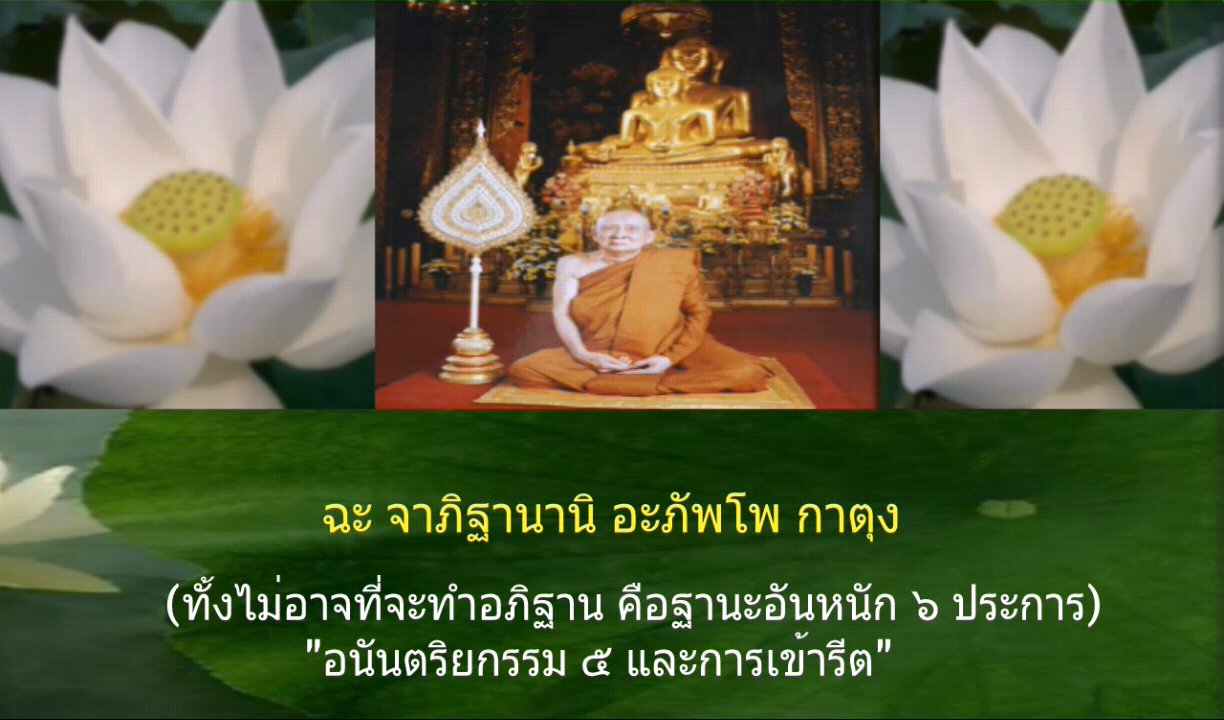 ฉะ จาภิฐานานิ อะภัพโพ กาตุง
(ทั้งไม่อาจที่จะทำอภิฐาน คือฐานะอันหนัก ๖ ประการ)
"อนันตริยกรรม ๕ และการเข้ารีต"